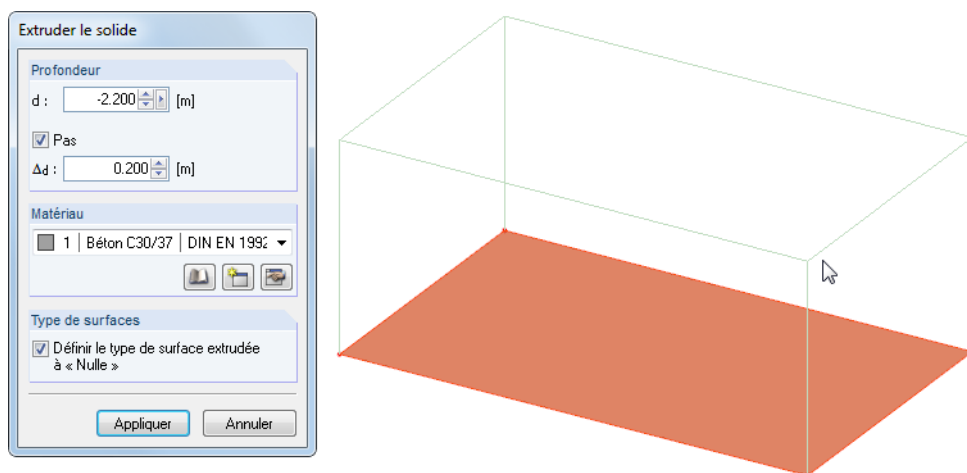 Extruder le solide
Profondeur
d : -2.200 [m]
Pas
Δd : 0.200 [m]
Matériau
1 Béton C30/37 DIN EN 1992
Type de surfaces
Définir le type de surface extrudée
à « Nulle »
Appliquer Annuler